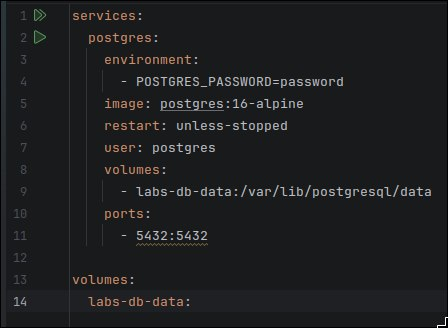 1 services:
2   postgres:
3     environment:
4       - POSTGRES_PASSWORD=password
5     image: postgres:16-alpine
6     restart: unless-stopped
7     user: postgres
8     volumes:
9       - labs-db-data:/var/lib/postgresql/data
10     ports:
11       - 5432:5432
12
13 volumes:
14   labs-db-data: